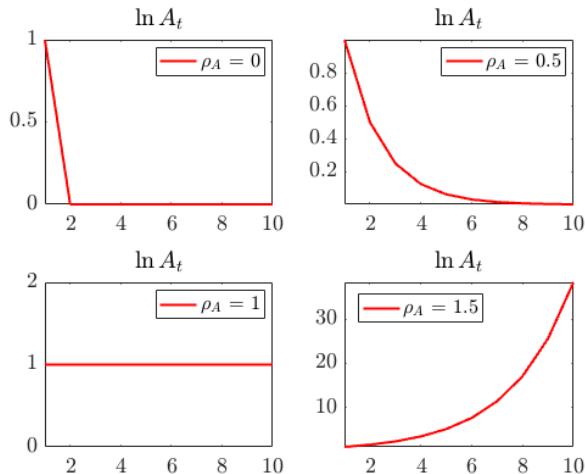 ln A_t
1
0.5
0
ρ_A = 0
2 4 6 8 10
ln A_t
0.8
0.6
0.4
0.2
ρ_A = 0.5
2 4 6 8 10
ln A_t
2
1
0
ρ_A = 1
2 4 6 8 10
ln A_t
30
20
10
ρ_A = 1.5
2 4 6 8 10